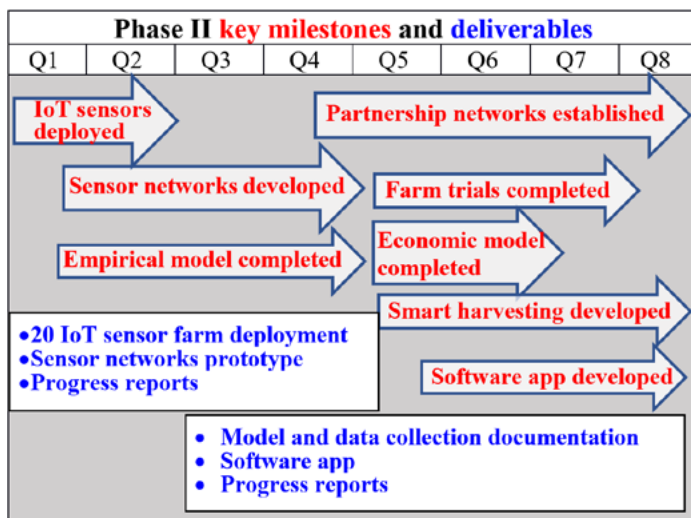 Phase II key milestones and deliverables
Q1 Q2 Q3 Q4 Q5 Q6 Q7 Q8
IoT sensors
deployed
Partnership networks established
Sensor networks developed
Farm trials completed
Empirical model completed
Economic model
completed
Smart harvesting developed
•20 IoT sensor farm deployment
•Sensor networks prototype
•Progress reports
Software app developed
• Model and data collection documentation
• Software app
• Progress reports